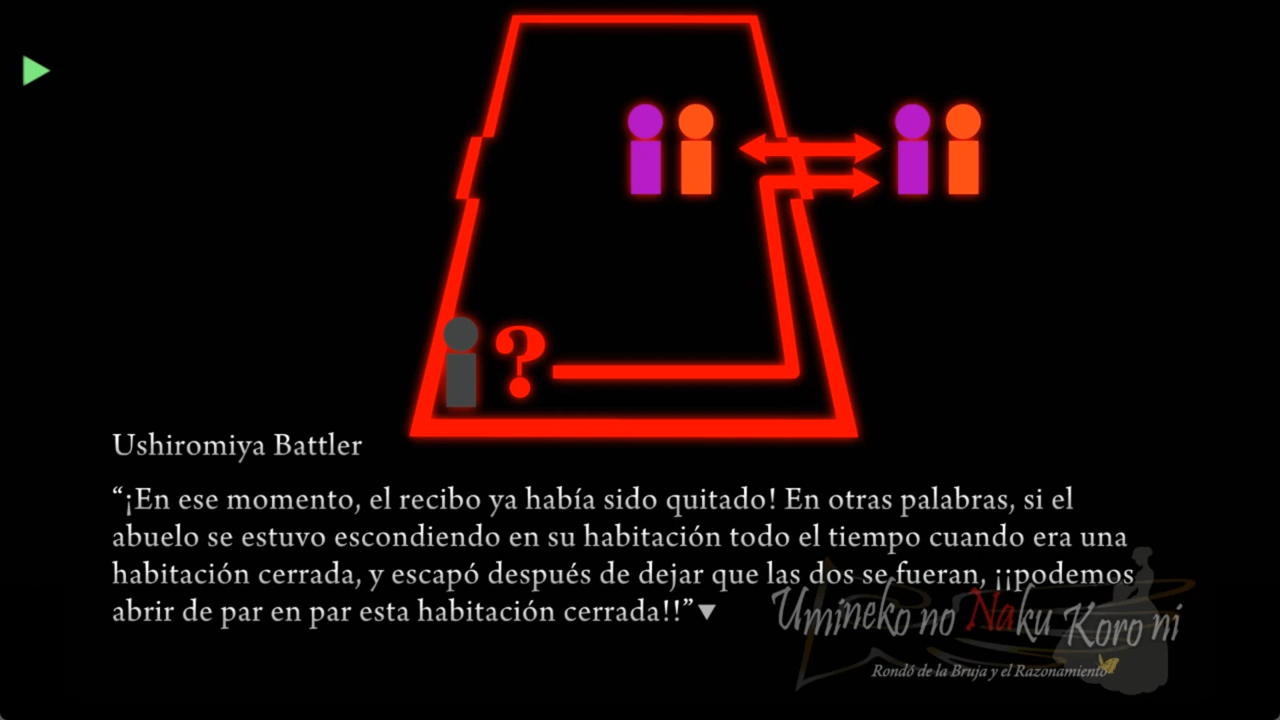 ?
Ushiromiya Battler
“¡En ese momento, el recibo ya había sido quitado! En otras palabras, si el
abuelo se estuvo escondiendo en su habitación todo el tiempo cuando era una
habitación cerrada, y escapó después de dejar que las dos se fueran, ¡¡podemos
abrir de par en par esta habitación cerrada!!”
Umineko no Naku Koro ni
Rondó de la Bruja y el Razonamiento